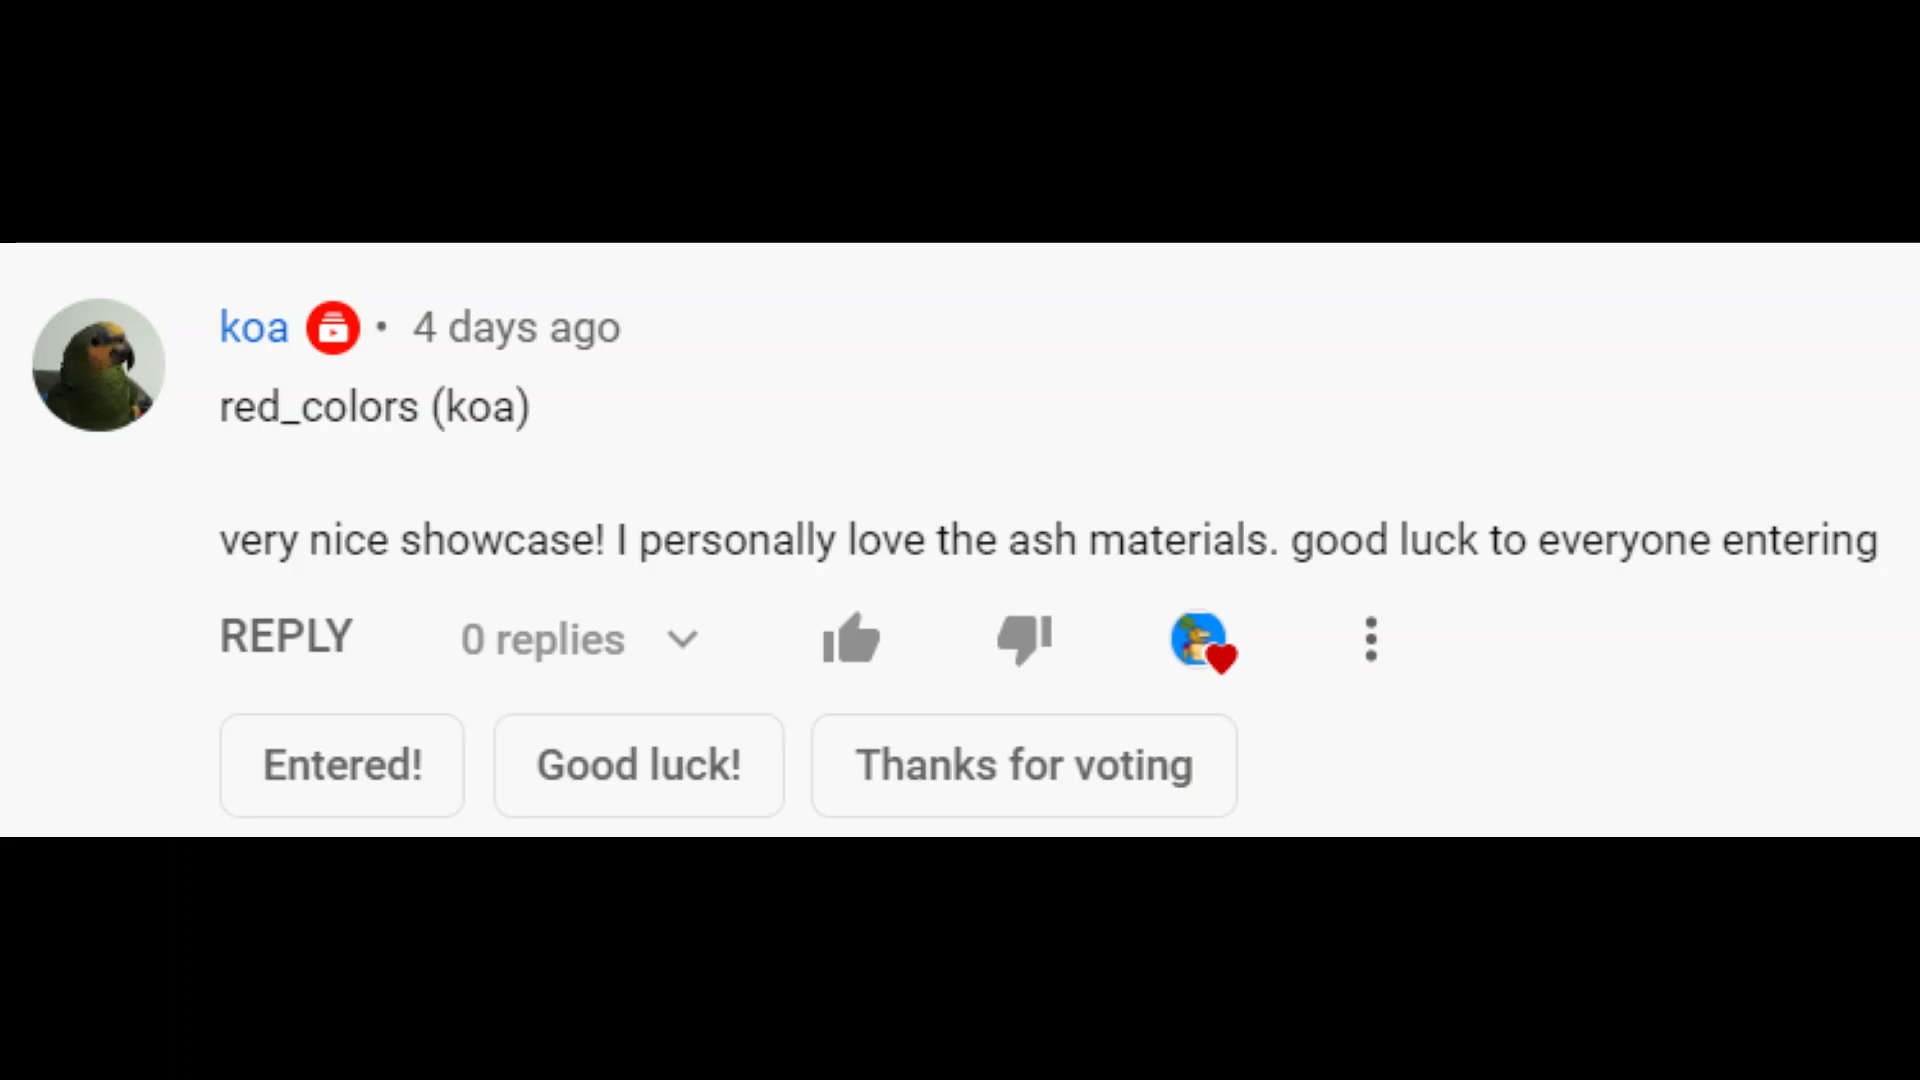 koa • 4 days ago
red_colors (koa)
very nice showcase! I personally love the ash materials. good luck to everyone entering
REPLY 0 replies
Entered! Good luck! Thanks for voting